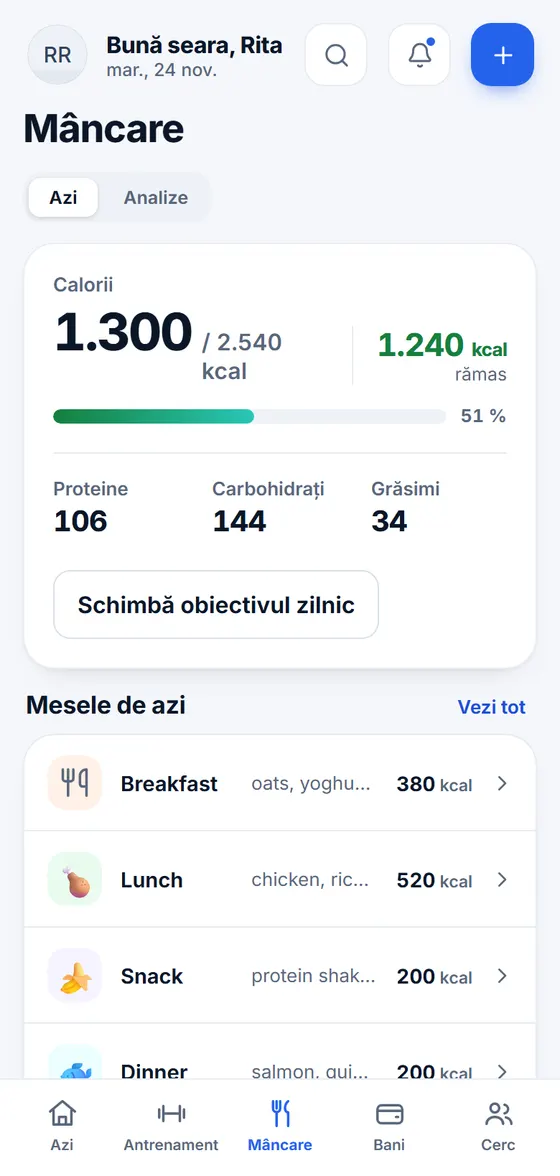 RR
Bună seara, Rita
mar., 24 nov.
Mâncare
Azi
Analize
Calorii
1.300 / 2.540 kcal
1.240 kcal
rămas
51 %
Proteine
106
Carbohidrați
144
Grăsimi
34
Schimbă obiectivul zilnic
Mesele de azi
Vezi tot
Breakfast oats, yoghu... 380 kcal
Lunch chicken, ric... 520 kcal
Snack protein shak... 200 kcal
Dinner salmon, qui... 200 kcal
Azi
Antrenament
Mâncare
Bani
Cerc